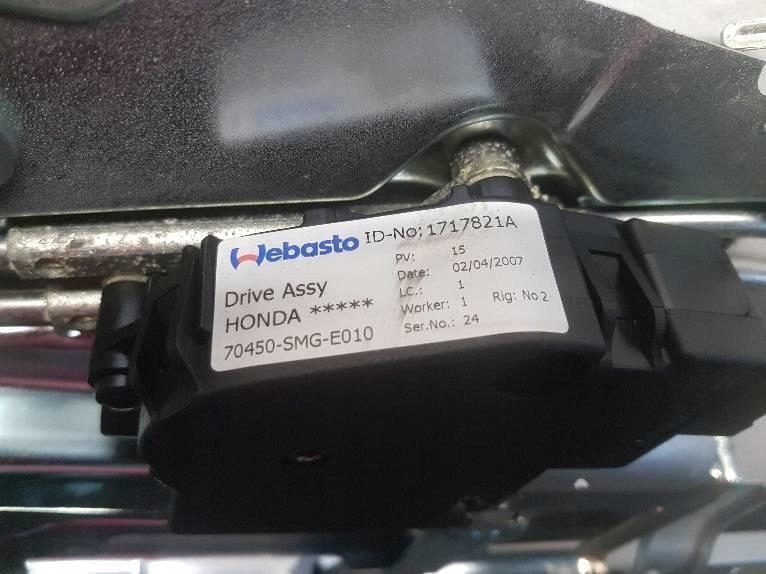 Webasto ID-No: 1717821A
PV: 15
Date: 02/04/2007
LC.: 1
Worker: 1 Rig: No 2
Ser.No.: 24
Drive Assy
HONDA *****
70450-SMG-E010